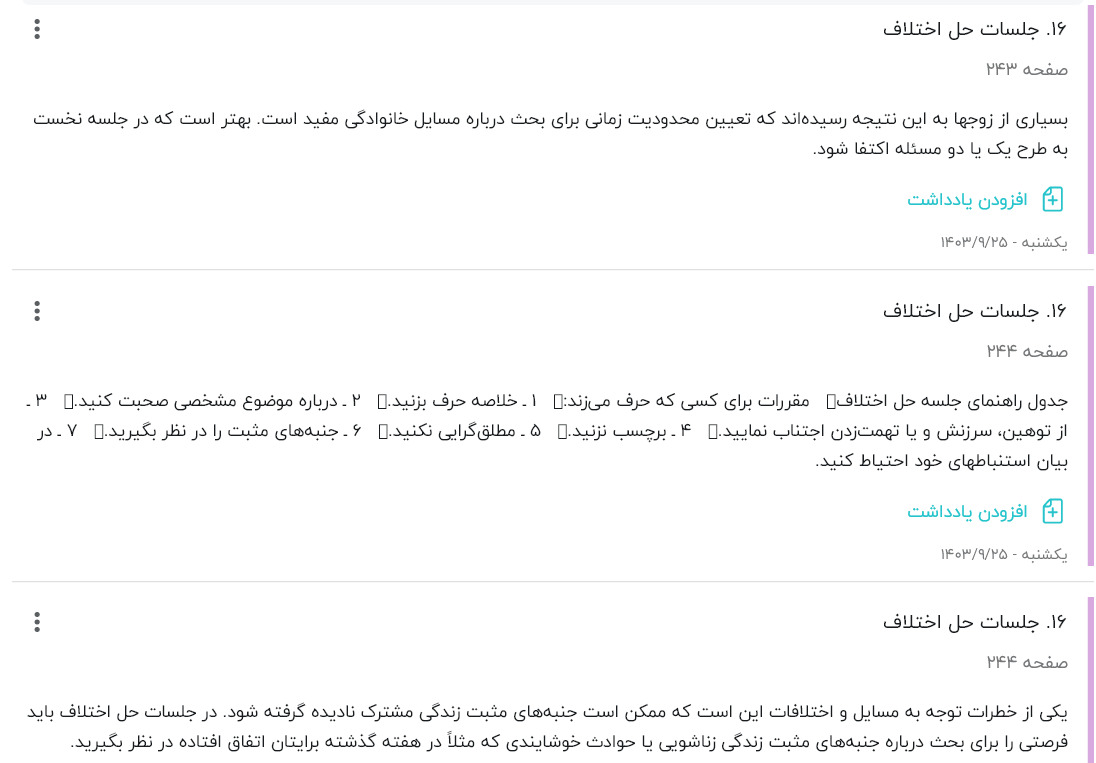 ۱۶. جلسات حل اختلاف
صفحه ۲۴۳
بسیاری از زوجها به این نتیجه رسیده‌اند که تعیین محدودیت زمانی برای بحث درباره مسایل خانوادگی مفید است. بهتر است که در جلسه نخست
به طرح یک یا دو مسئله اکتفا شود.
افزودن یادداشت
یکشنبه - ۱۴۰۳/۹/۲۵
۱۶. جلسات حل اختلاف
صفحه ۲۴۴
جدول راهنمای جلسه حل اختلاف▯ مقررات برای کسی که حرف می‌زند:▯ ۱ ـ خلاصه حرف بزنید.▯ ۲ ـ درباره موضوع مشخصی صحبت کنید.▯ ۳ ـ
از توهین، سرزنش و یا تهمت‌زدن اجتناب نمایید.▯ ۴ ـ برچسب نزنید.▯ ۵ ـ مطلق‌گرایی نکنید.▯ ۶ ـ جنبه‌های مثبت را در نظر بگیرید.▯ ۷ ـ در
بیان استنباطهای خود احتیاط کنید.
افزودن یادداشت
یکشنبه - ۱۴۰۳/۹/۲۵
۱۶. جلسات حل اختلاف
صفحه ۲۴۴
یکی از خطرات توجه به مسایل و اختلافات این است که ممکن است جنبه‌های مثبت زندگی مشترک نادیده گرفته شود. در جلسات حل اختلاف باید
فرصتی را برای بحث درباره جنبه‌های مثبت زندگی زناشویی یا حوادث خوشایندی که مثلاً در هفته گذشته برایتان اتفاق افتاده در نظر بگیرید.